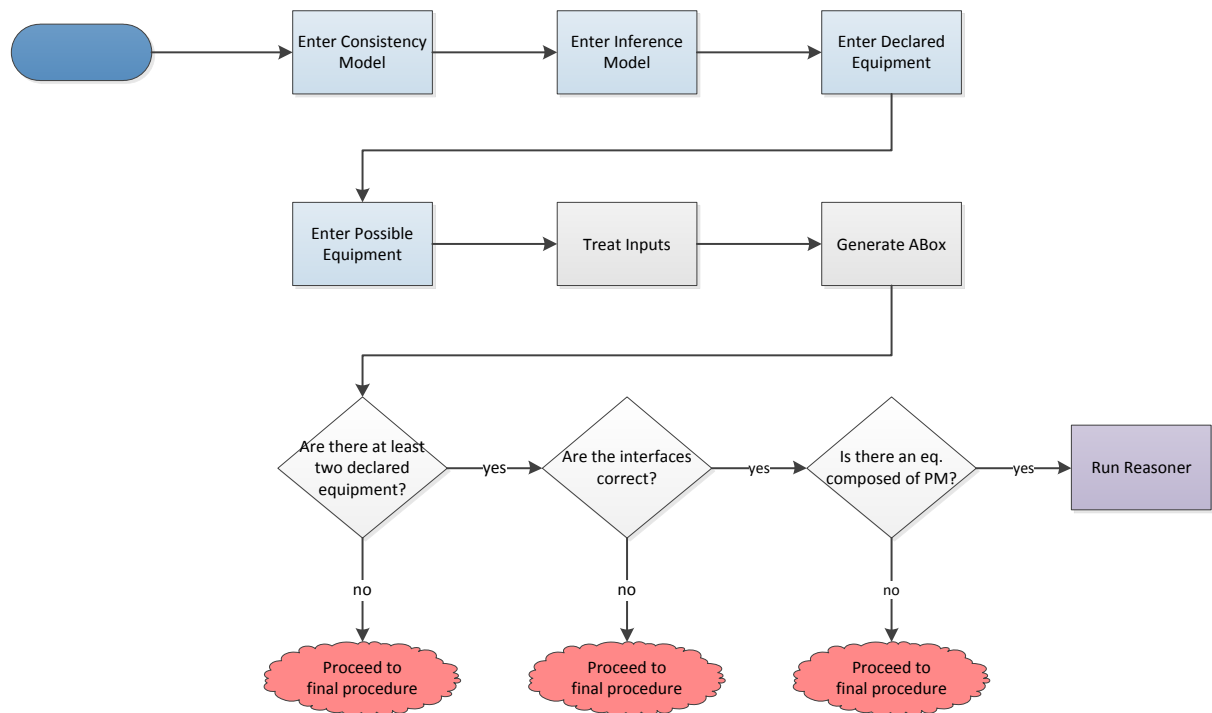 Enter Consistency
Model
Enter Inference
Model
Enter Declared
Equipment
Enter Possible
Equipment
Treat Inputs
Generate ABox
Are there at least
two declared
equipment?
yes
Are the interfaces
correct?
yes
Is there an eq.
composed of PM?
yes
Run Reasoner
no
no
no
Proceed to
final procedure
Proceed to
final procedure
Proceed to
final procedure